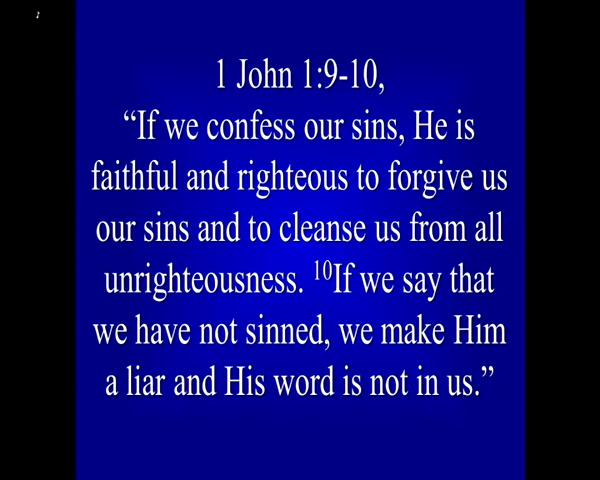 1 John 1:9-10,
“If we confess our sins, He is
faithful and righteous to forgive us
our sins and to cleanse us from all
unrighteousness. ¹⁰If we say that
we have not sinned, we make Him
a liar and His word is not in us.”